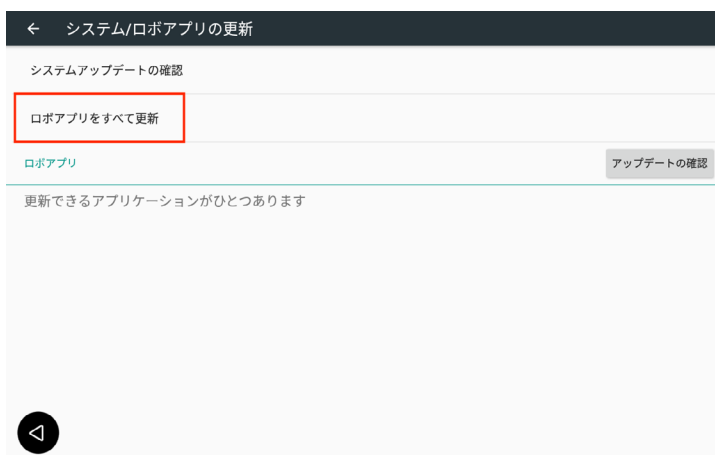 システム/ロボアプリの更新
システムアップデートの確認
ロボアプリをすべて更新
ロボアプリ
アップデートの確認
更新できるアプリケーションがひとつあります